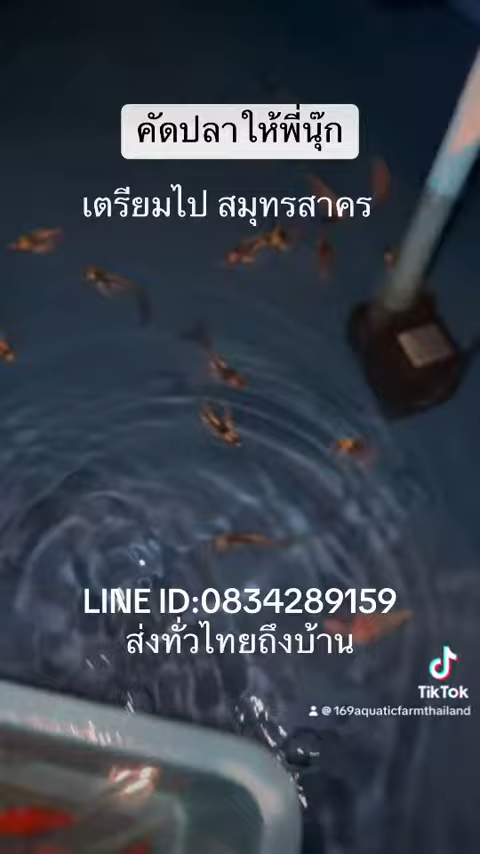 คัดปลาให้พี่นุ๊ก
เตรียมไป สมุทรสาคร
LINE ID:0834289159
ส่งทั่วไทยถึงบ้าน
TikTok
@ 169aquaticfarmthailand